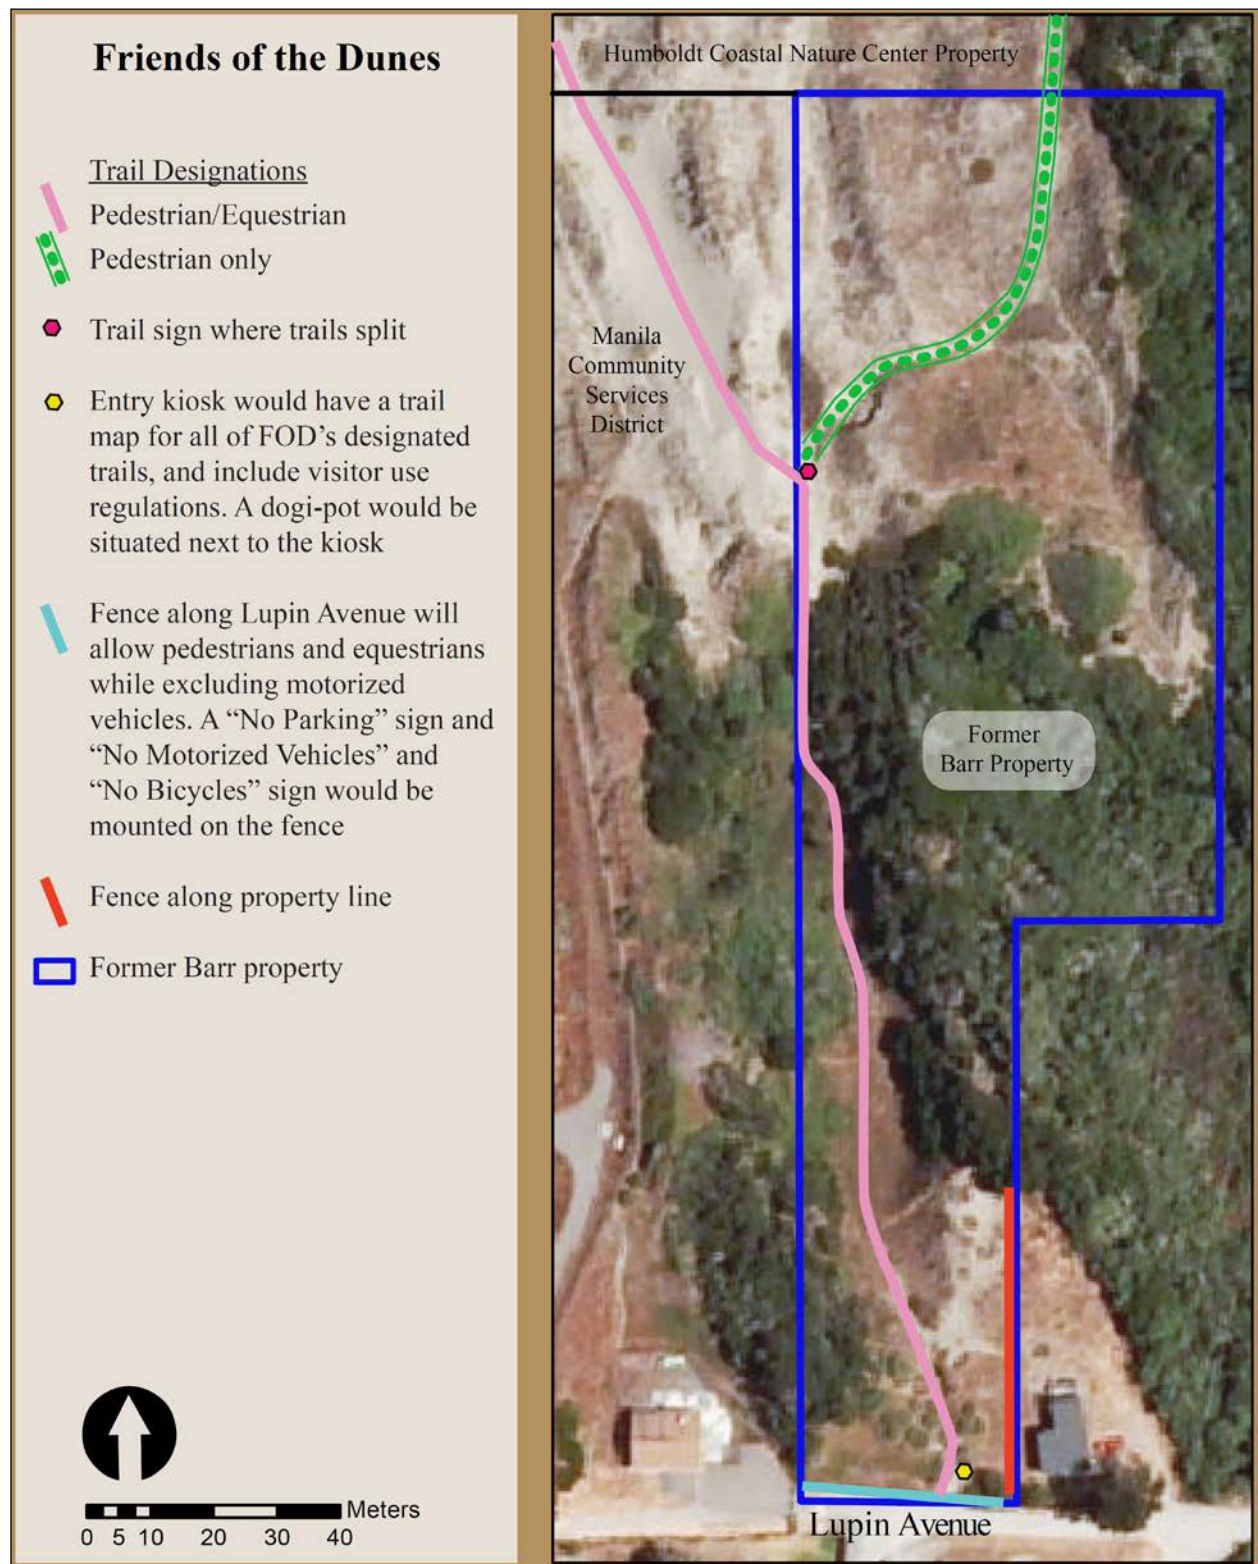 Friends of the Dunes
Trail Designations
Pedestrian/Equestrian
Pedestrian only
Trail sign where trails split
Entry kiosk would have a trail
map for all of FOD's designated
trails, and include visitor use
regulations. A dogi-pot would be
situated next to the kiosk
Fence along Lupin Avenue will
allow pedestrians and equestrians
while excluding motorized
vehicles. A “No Parking” sign and
“No Motorized Vehicles” and
“No Bicycles” sign would be
mounted on the fence
Fence along property line
Former Barr property
Meters
0 5 10 20 30 40
Humboldt Coastal Nature Center Property
Manila
Community
Services
District
Former
Barr Property
Lupin Avenue